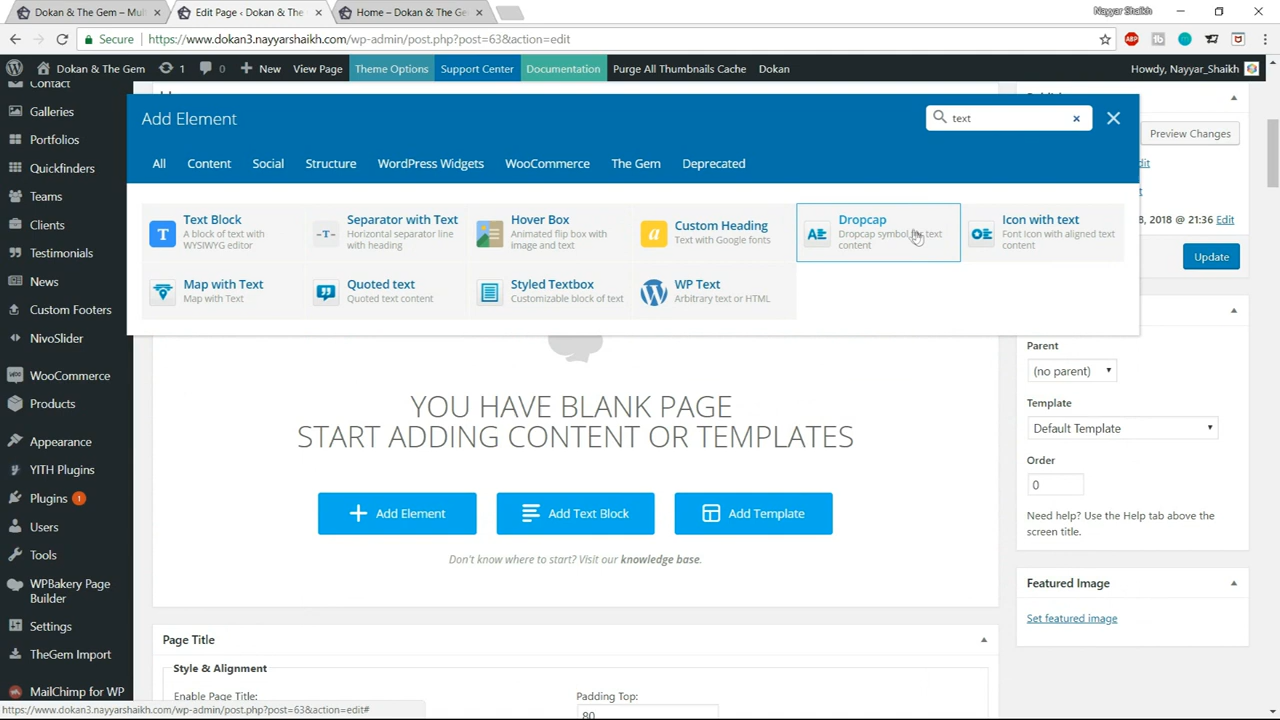 Dokan & The Gem – Mul
Edit Page ‹ Dokan & The
Home – Dokan & The Ge
Nayyar Shaikh
Secure
https://www.dokan3.nayyarshaikh.com/wp-admin/post.php?post=63&action=edit
Dokan & The Gem
1
0
New
View Page
Theme Options
Support Center
Documentation
Purge All Thumbnails Cache
Dokan
Howdy, Nayyar_Shaikh
Contact
Galleries
Portfolios
Quickfinders
Teams
Clients
Testimonials
News
Custom Footers
NivoSlider
WooCommerce
Products
Appearance
YITH Plugins
Plugins 1
Users
Tools
WPBakery Page
Builder
Settings
TheGem Import
MailChimp for WP
Add Element
text
All
Content
Social
Structure
WordPress Widgets
WooCommerce
The Gem
Deprecated
Text Block
A block of text with
WYSIWYG editor
Separator with Text
Horizontal separator line
with heading
Hover Box
Animated flip box with
image and text
Custom Heading
Text with Google fonts
Dropcap
Dropcap symbol text
content
Icon with text
Font Icon with aligned text
content
Map with Text
Map with Text
Quoted text
Quoted text content
Styled Textbox
Customizable block of text
WP Text
Arbitrary text or HTML
YOU HAVE BLANK PAGE
START ADDING CONTENT OR TEMPLATES
Add Element
Add Text Block
Add Template
Don't know where to start? Visit our knowledge base.
Page Title
Style & Alignment
Enable Page Title:
Padding Top:
80
Preview Changes
8, 2018 @ 21:36 Edit
Update
Parent
(no parent)
Template
Default Template
Order
0
Need help? Use the Help tab above the
screen title.
Featured Image
Set featured image
https://www.dokan3.nayyarshaikh.com/wp-admin/post.php?post=63&action=edit#